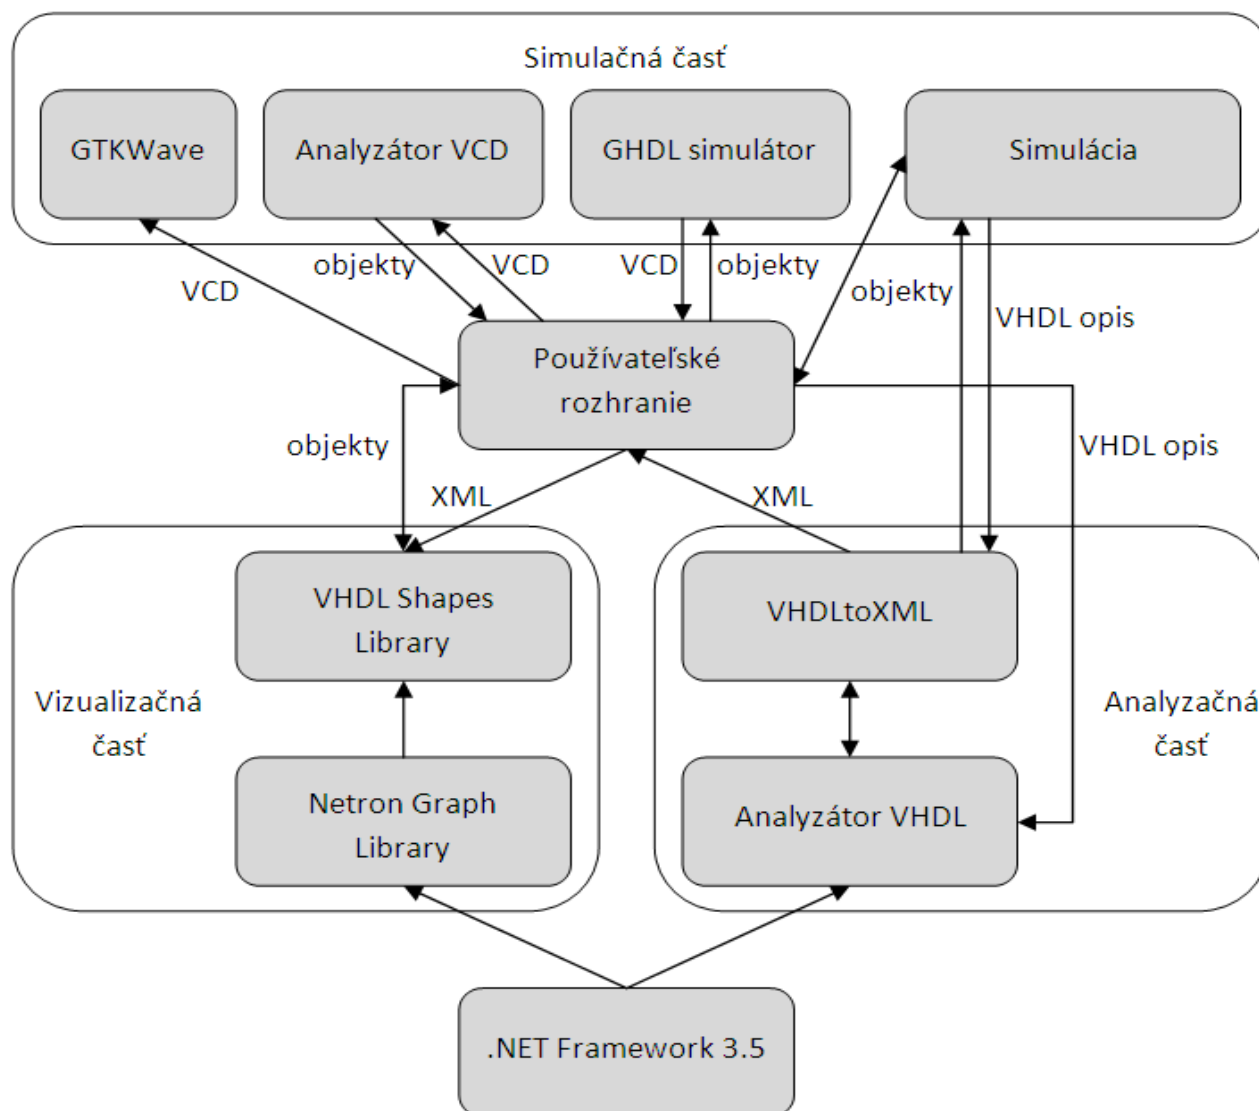 Simulačná časť
GTKWave
Analyzátor VCD
GHDL simulátor
Simulácia
VCD
objekty
VCD
VCD
objekty
objekty
VHDL opis
Používateľské
rozhranie
objekty
VHDL opis
XML
XML
VHDL Shapes
Library
VHDLtoXML
Vizualizačná
časť
Analyzačná
časť
Netron Graph
Library
Analyzátor VHDL
.NET Framework 3.5